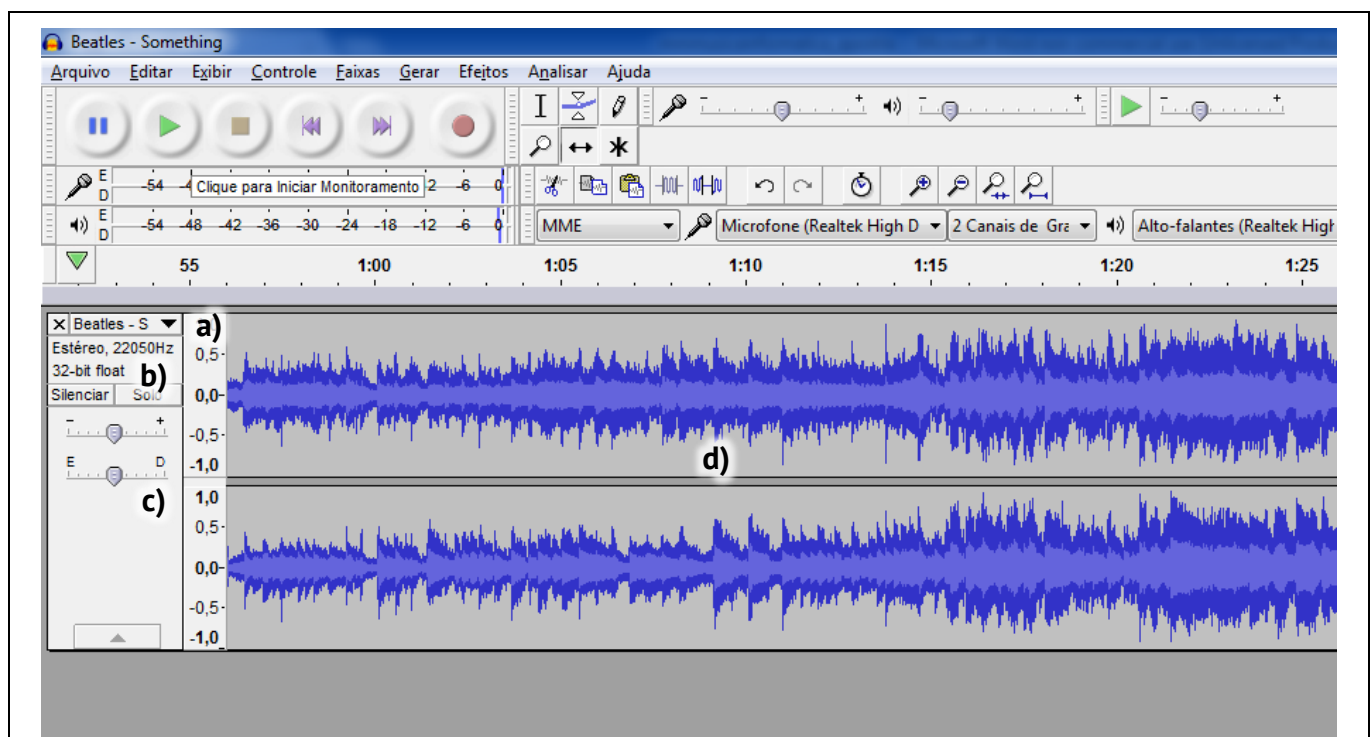 Beatles - Something
Arquivo Editar Exibir Controle Faixas Gerar Efeitos Analisar Ajuda
- + - + - +
E D -54 -4 Clique para Iniciar Monitoramento 2 -6 0
E D -54 -48 -42 -36 -30 -24 -18 -12 -6 0
MME Microfone (Realtek High D 2 Canais de Gra Alto-falantes (Realtek High
55 1:00 1:05 1:10 1:15 1:20 1:25
X Beatles - S a)
Estéreo, 22050Hz 0,5
32-bit float b)
Silenciar Solo 0,0
- + -0,5
E D -1,0 d)
c) 1,0
0,5
0,0
-0,5
-1,0